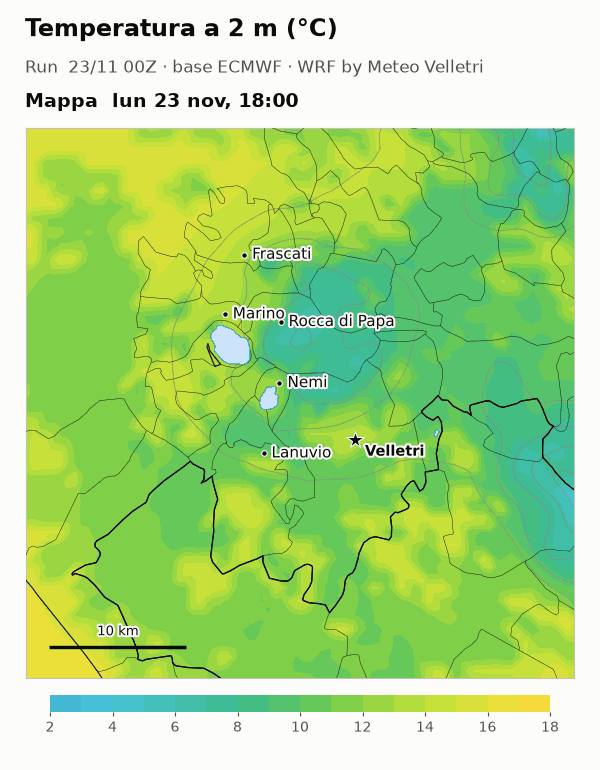 Temperatura a 2 m (°C)
Run  23/11 00Z · base ECMWF · WRF by Meteo Velletri
Mappa  lun 23 nov, 18:00
Frascati
Marino
Rocca di Papa
Nemi
Velletri
Lanuvio
10 km
2 4 6 8 10 12 14 16 18